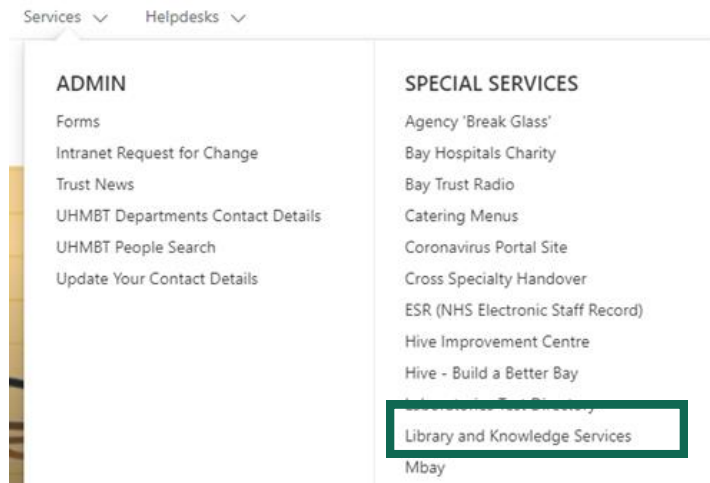 Services
Helpdesks
ADMIN
Forms
Intranet Request for Change
Trust News
UHMBT Departments Contact Details
UHMBT People Search
Update Your Contact Details
SPECIAL SERVICES
Agency 'Break Glass'
Bay Hospitals Charity
Bay Trust Radio
Catering Menus
Coronavirus Portal Site
Cross Specialty Handover
ESR (NHS Electronic Staff Record)
Hive Improvement Centre
Hive - Build a Better Bay
Laboratories Test Directory
Library and Knowledge Services
Mbay